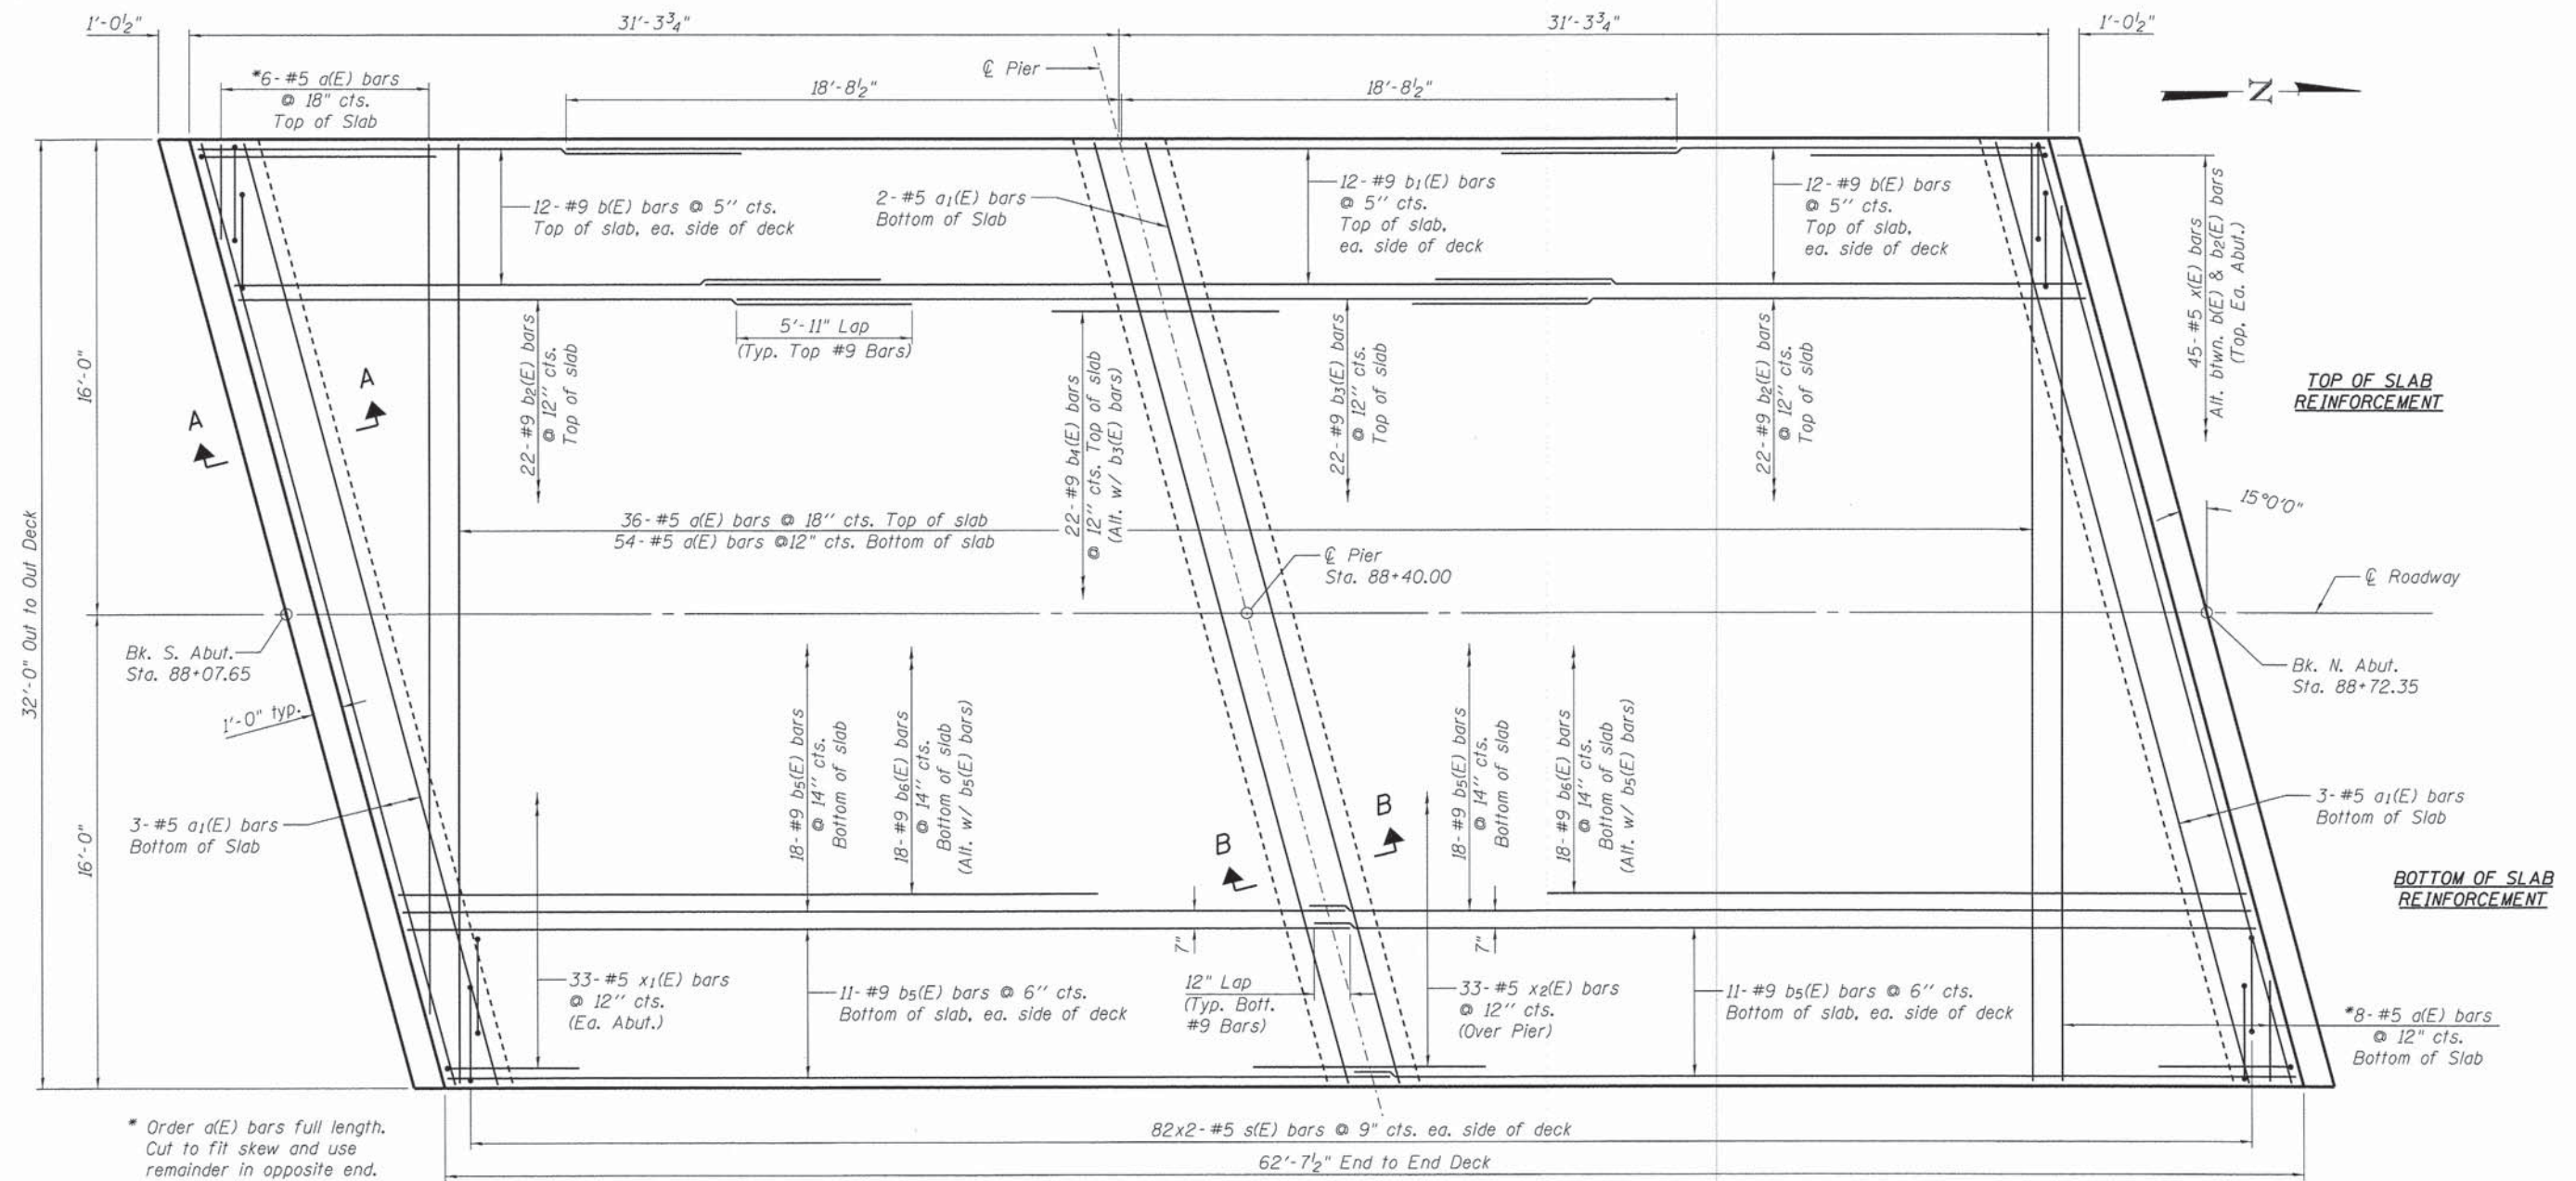 1'-0½"
31'-3¾"
31'-3¾"
1'-0½"
*6-#5 a(E) bars
@ 18" cts.
Top of Slab
18'-8½"
℄ Pier
18'-8½"
N
12-#9 b(E) bars @ 5" cts.
Top of slab, ea. side of deck
2-#5 a₁(E) bars
Bottom of Slab
12-#9 b₁(E) bars
@ 5" cts.
Top of slab,
ea. side of deck
12-#9 b(E) bars
@ 5" cts.
Top of slab,
ea. side of deck
45-#5 x(E) bars
Alt. btwn. b(E) & b₂(E) bars
(Top. Ea. Abut.)
5'-11" Lap
(Typ. Top #9 Bars)
22-#9 b₂(E) bars
@ 12" cts.
Top of slab
22-#9 b₄(E) bars
@ 12" cts. Top of slab
(Alt. w/ b₃(E) bars)
22-#9 b₃(E) bars
@ 12" cts.
Top of slab
22-#9 b₂(E) bars
@ 12" cts.
Top of slab
TOP OF SLAB
REINFORCEMENT
16'-0"
A
A
32'-0" Out to Out Deck
36-#5 a(E) bars @ 18" cts. Top of slab
54-#5 a(E) bars @12" cts. Bottom of slab
15°0'0"
℄ Pier
Sta. 88+40.00
℄ Roadway
Bk. S. Abut.
Sta. 88+07.65
Bk. N. Abut.
Sta. 88+72.35
1'-0" typ.
18-#9 b₅(E) bars
@ 14" cts.
Bottom of slab
18-#9 b₆(E) bars
@ 14" cts.
Bottom of slab
(Alt. w/ b₅(E) bars)
18-#9 b₅(E) bars
@ 14" cts.
Bottom of slab
18-#9 b₆(E) bars
@ 14" cts.
Bottom of slab
(Alt. w/ b₅(E) bars)
16'-0"
3-#5 a₁(E) bars
Bottom of Slab
B
B
3-#5 a₁(E) bars
Bottom of Slab
BOTTOM OF SLAB
REINFORCEMENT
7"
7"
33-#5 x₁(E) bars
@ 12" cts.
(Ea. Abut.)
11-#9 b₅(E) bars @ 6" cts.
Bottom of slab, ea. side of deck
12" Lap
(Typ. Bott.
#9 Bars)
33-#5 x₂(E) bars
@ 12" cts.
(Over Pier)
11-#9 b₅(E) bars @ 6" cts.
Bottom of slab, ea. side of deck
*8-#5 a(E) bars
@ 12" cts.
Bottom of Slab
* Order a(E) bars full length.
Cut to fit skew and use
remainder in opposite end.
82x2-#5 s(E) bars @ 9" cts. ea. side of deck
62'-7½" End to End Deck